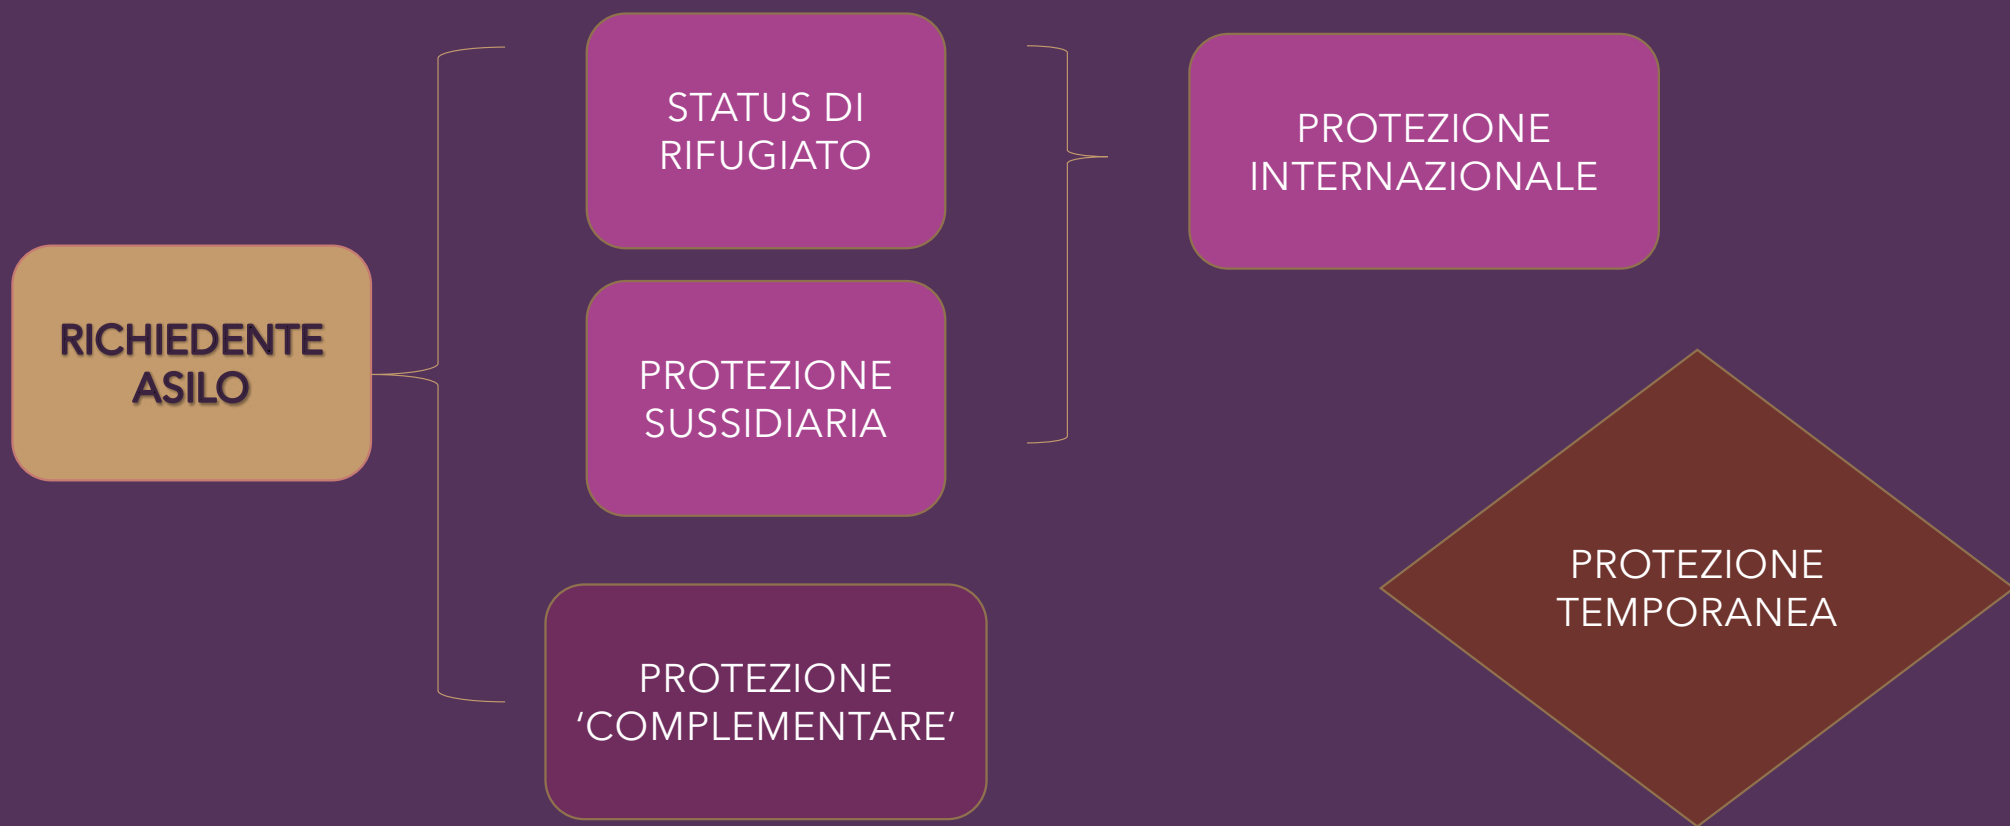 STATUS DI
RIFUGIATO
PROTEZIONE
INTERNAZIONALE
RICHIEDENTE
ASILO
PROTEZIONE
SUSSIDIARIA
PROTEZIONE
TEMPORANEA
PROTEZIONE
‘COMPLEMENTARE’